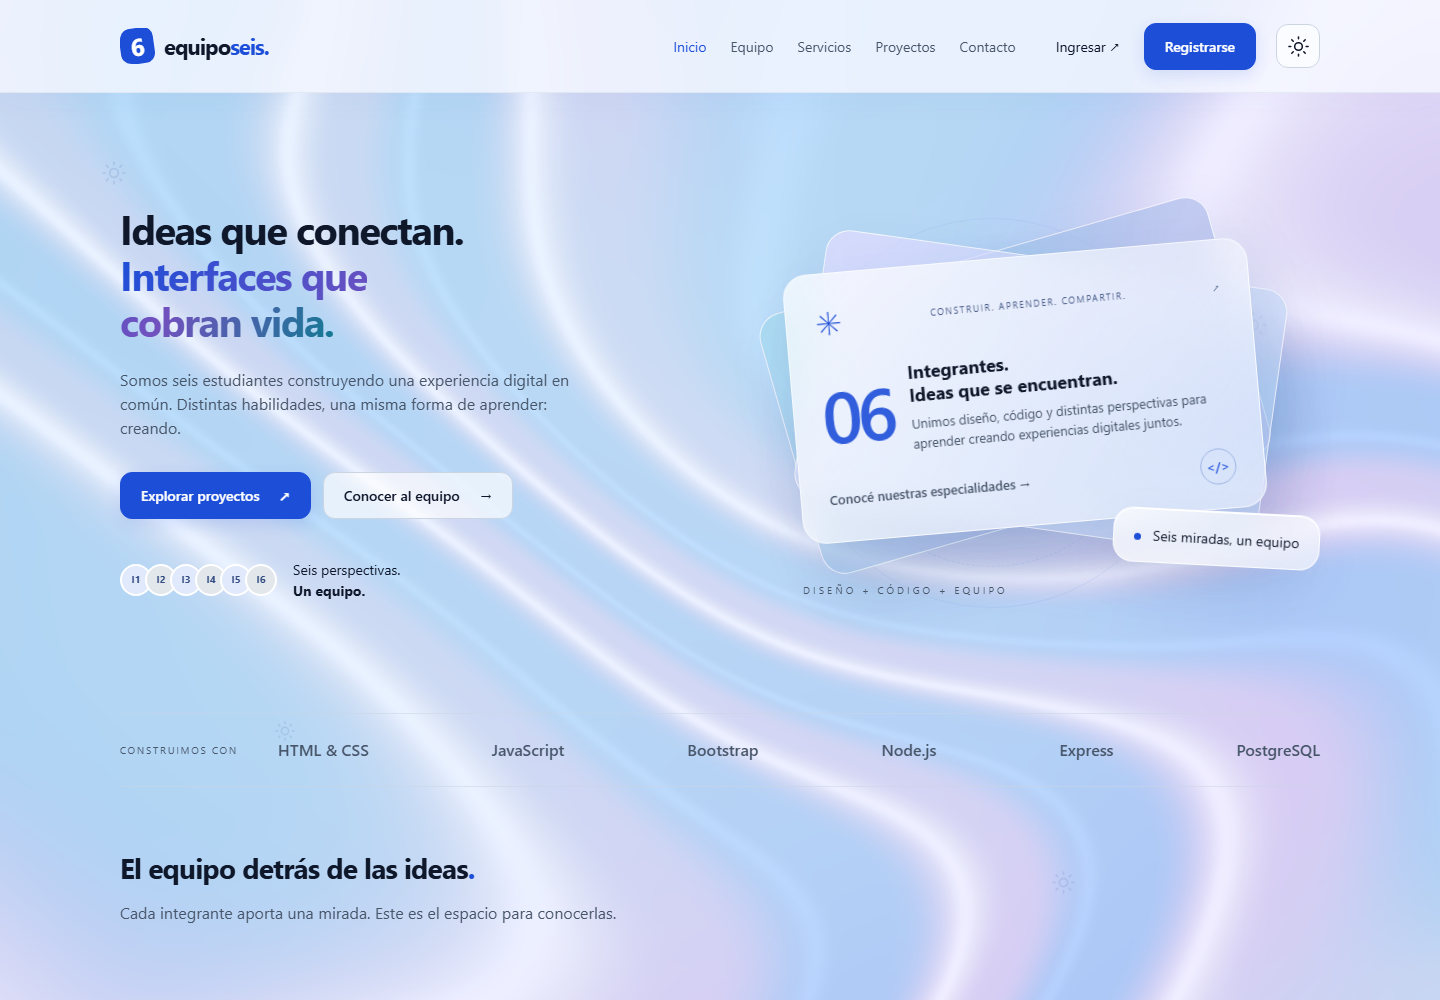 6 equiposeis.
Inicio Equipo Servicios Proyectos Contacto Ingresar ↗ Registrarse
Ideas que conectan.
Interfaces que
cobran vida.
Somos seis estudiantes construyendo una experiencia digital en
común. Distintas habilidades, una misma forma de aprender:
creando.
Explorar proyectos ↗ Conocer al equipo →
I1 I2 I3 I4 I5 I6
Seis perspectivas.
Un equipo.
CONSTRUIR. APRENDER. COMPARTIR. ↗
06
Integrantes.
Ideas que se encuentran.
Unimos diseño, código y distintas perspectivas para
aprender creando experiencias digitales juntos.
</>
Conocé nuestras especialidades →
Seis miradas, un equipo
DISEÑO + CÓDIGO + EQUIPO
CONSTRUIMOS CON HTML & CSS JavaScript Bootstrap Node.js Express PostgreSQL
El equipo detrás de las ideas.
Cada integrante aporta una mirada. Este es el espacio para conocerlas.